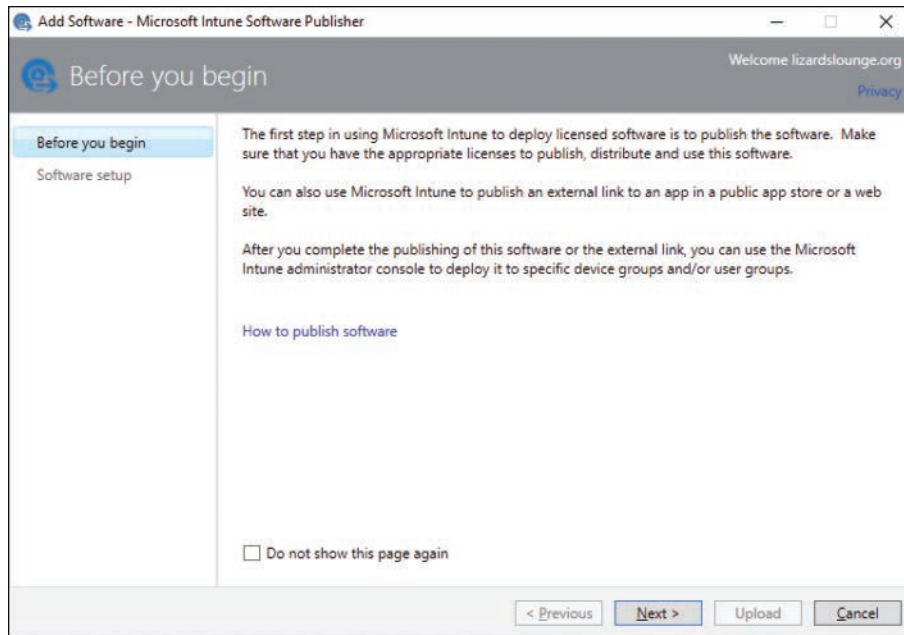 Add Software - Microsoft Intune Software Publisher
Before you begin
Welcome lizardslounge.org
Privacy
Before you begin
Software setup
The first step in using Microsoft Intune to deploy licensed software is to publish the software. Make
sure that you have the appropriate licenses to publish, distribute and use this software.
You can also use Microsoft Intune to publish an external link to an app in a public app store or a web
site.
After you complete the publishing of this software or the external link, you can use the Microsoft
Intune administrator console to deploy it to specific device groups and/or user groups.
How to publish software
Do not show this page again
< Previous
Next >
Upload
Cancel